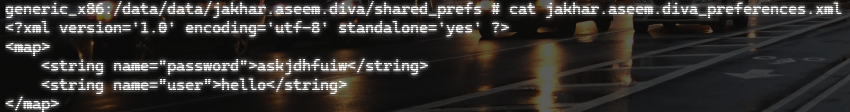 generic_x86:/data/data/jakhar.aseem.diva/shared_prefs # cat jakhar.aseem.diva_preferences.xml
<?xml version='1.0' encoding='utf-8' standalone='yes' ?>
<map>
    <string name="password">askjdhfuiw</string>
    <string name="user">hello</string>
</map>